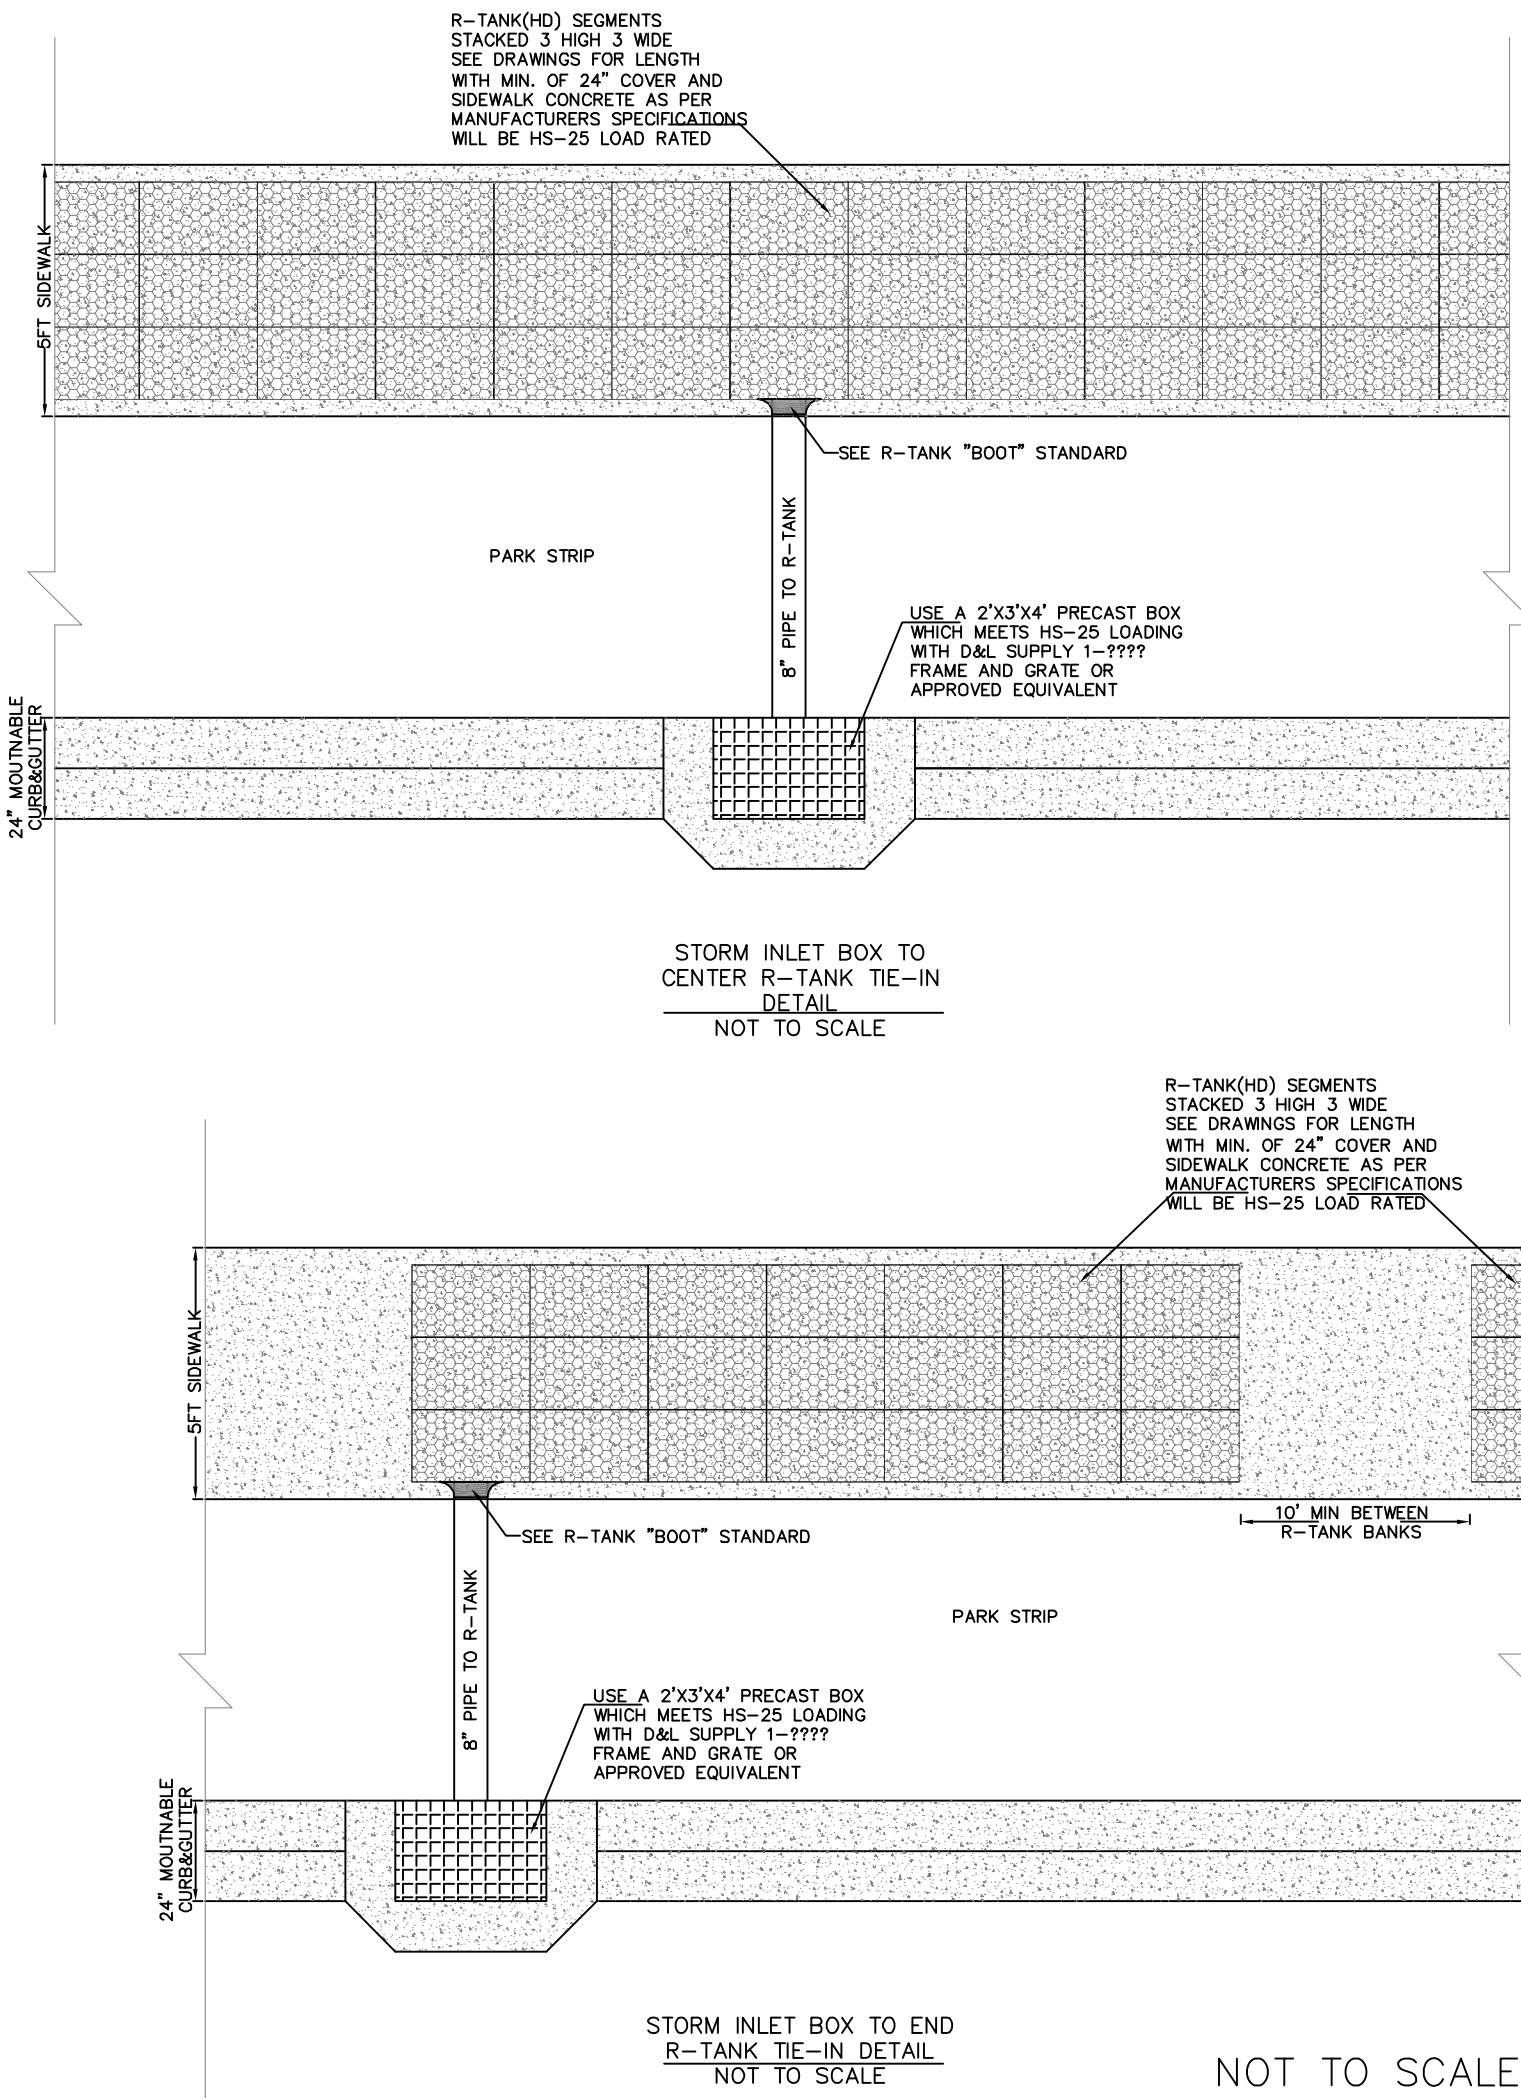 R-TANK(HD) SEGMENTS
STACKED 3 HIGH 3 WIDE
SEE DRAWINGS FOR LENGTH
WITH MIN. OF 24" COVER AND
SIDEWALK CONCRETE AS PER
MANUFACTURERS SPECIFICATIONS
WILL BE HS-25 LOAD RATED
5FT SIDEWALK
SEE R-TANK "BOOT" STANDARD
8" PIPE TO R-TANK
PARK STRIP
USE A 2'X3'X4' PRECAST BOX
WHICH MEETS HS-25 LOADING
WITH D&L SUPPLY 1-????
FRAME AND GRATE OR
APPROVED EQUIVALENT
24" MOUTNABLE
CURB&GUTTER
STORM INLET BOX TO
CENTER R-TANK TIE-IN
DETAIL
NOT TO SCALE
R-TANK(HD) SEGMENTS
STACKED 3 HIGH 3 WIDE
SEE DRAWINGS FOR LENGTH
WITH MIN. OF 24" COVER AND
SIDEWALK CONCRETE AS PER
MANUFACTURERS SPECIFICATIONS
WILL BE HS-25 LOAD RATED
5FT SIDEWALK
10' MIN BETWEEN
R-TANK BANKS
SEE R-TANK "BOOT" STANDARD
8" PIPE TO R-TANK
PARK STRIP
USE A 2'X3'X4' PRECAST BOX
WHICH MEETS HS-25 LOADING
WITH D&L SUPPLY 1-????
FRAME AND GRATE OR
APPROVED EQUIVALENT
24" MOUTNABLE
CURB&GUTTER
STORM INLET BOX TO END
R-TANK TIE-IN DETAIL
NOT TO SCALE
NOT TO SCALE